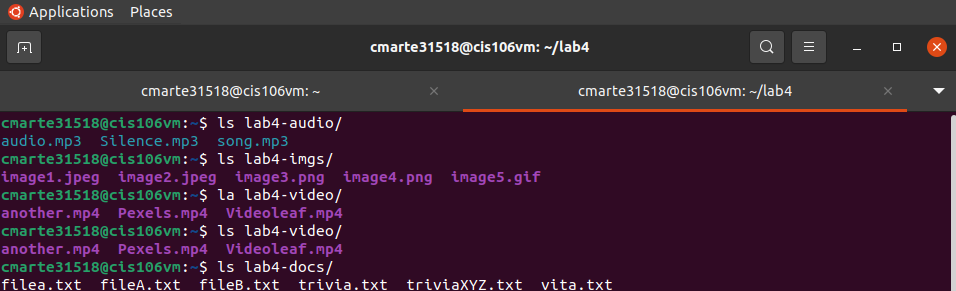 Applications Places
cmarte31518@cis106vm: ~/lab4
cmarte31518@cis106vm: ~
cmarte31518@cis106vm: ~/lab4
cmarte31518@cis106vm:~$ ls lab4-audio/
audio.mp3 Silence.mp3 song.mp3
cmarte31518@cis106vm:~$ ls lab4-imgs/
image1.jpeg image2.jpeg image3.png image4.png image5.gif
cmarte31518@cis106vm:~$ la lab4-video/
another.mp4 Pexels.mp4 Videoleaf.mp4
cmarte31518@cis106vm:~$ ls lab4-video/
another.mp4 Pexels.mp4 Videoleaf.mp4
cmarte31518@cis106vm:~$ ls lab4-docs/
filea.txt fileA.txt fileB.txt trivia.txt triviaXYZ.txt vita.txt